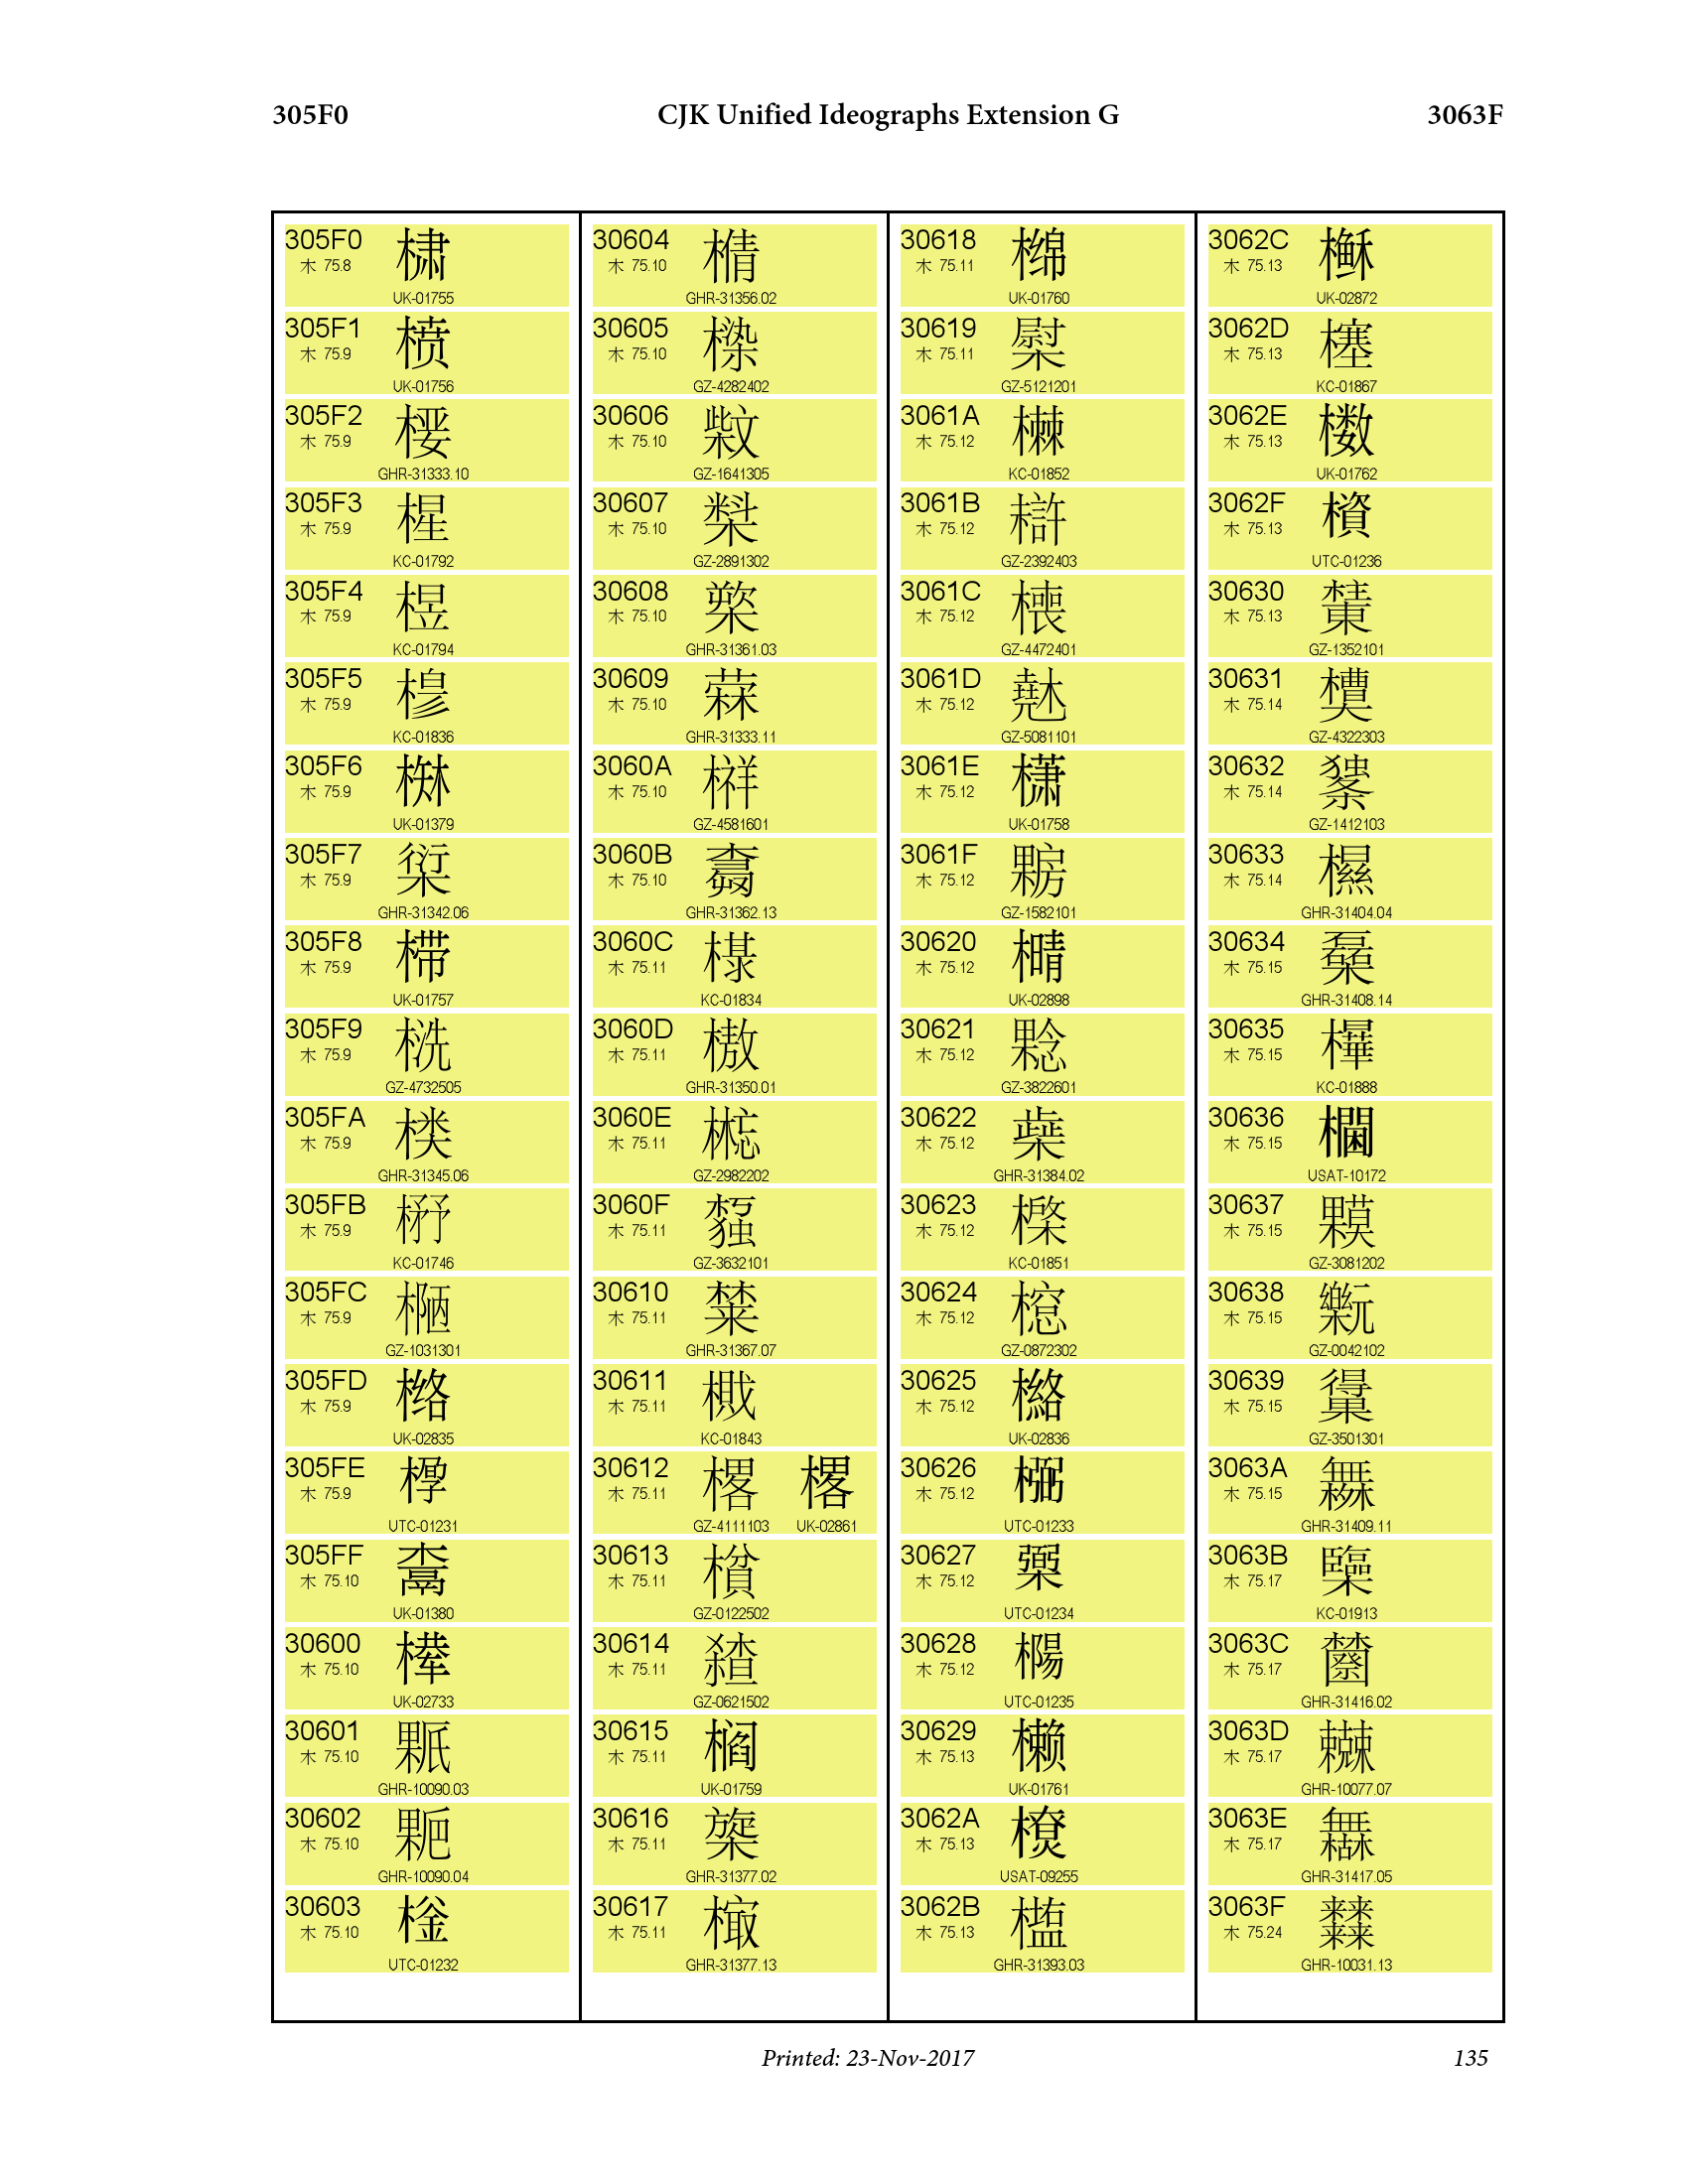 305F0 CJK Unified Ideographs Extension G 3063F
305F0
木 75.8
UK-01755
305F1
木 75.9
UK-01756
305F2
木 75.9
GHR-31333.10
305F3
木 75.9
KC-01792
305F4
木 75.9
KC-01794
305F5
木 75.9
KC-01836
305F6
木 75.9
UK-01379
305F7
木 75.9
GHR-31342.06
305F8
木 75.9
UK-01757
305F9
木 75.9
GZ-4732505
305FA
木 75.9
GHR-31345.06
305FB
木 75.9
KC-01746
305FC
木 75.9
GZ-1031301
305FD
木 75.9
UK-02835
305FE
木 75.9
UTC-01231
305FF
木 75.10
UK-01380
30600
木 75.10
UK-02733
30601
木 75.10
GHR-10090.03
30602
木 75.10
GHR-10090.04
30603
木 75.10
UTC-01232
30604
木 75.10
GHR-31356.02
30605
木 75.10
GZ-4282402
30606
木 75.10
GZ-1641305
30607
木 75.10
GZ-2891302
30608
木 75.10
GHR-31361.03
30609
木 75.10
GHR-31333.11
3060A
木 75.10
GZ-4581601
3060B
木 75.10
GHR-31362.13
3060C
木 75.11
KC-01834
3060D
木 75.11
GHR-31350.01
3060E
木 75.11
GZ-2982202
3060F
木 75.11
GZ-3632101
30610
木 75.11
GHR-31367.07
30611
木 75.11
KC-01843
30612
木 75.11
GZ-4111103 UK-02861
30613
木 75.11
GZ-0122502
30614
木 75.11
GZ-0621502
30615
木 75.11
UK-01759
30616
木 75.11
GHR-31377.02
30617
木 75.11
GHR-31377.13
30618
木 75.11
UK-01760
30619
木 75.11
GZ-5121201
3061A
木 75.12
KC-01852
3061B
木 75.12
GZ-2392403
3061C
木 75.12
GZ-4472401
3061D
木 75.12
GZ-5081101
3061E
木 75.12
UK-01758
3061F
木 75.12
GZ-1582101
30620
木 75.12
UK-02898
30621
木 75.12
GZ-3822601
30622
木 75.12
GHR-31384.02
30623
木 75.12
KC-01851
30624
木 75.12
GZ-0872302
30625
木 75.12
UK-02836
30626
木 75.12
UTC-01233
30627
木 75.12
UTC-01234
30628
木 75.12
UTC-01235
30629
木 75.13
UK-01761
3062A
木 75.13
USAT-09255
3062B
木 75.13
GHR-31393.03
3062C
木 75.13
UK-02872
3062D
木 75.13
KC-01867
3062E
木 75.13
UK-01762
3062F
木 75.13
UTC-01236
30630
木 75.13
GZ-1352101
30631
木 75.14
GZ-4322303
30632
木 75.14
GZ-1412103
30633
木 75.14
GHR-31404.04
30634
木 75.15
GHR-31408.14
30635
木 75.15
KC-01888
30636
木 75.15
USAT-10172
30637
木 75.15
GZ-3081202
30638
木 75.15
GZ-0042102
30639
木 75.15
GZ-3501301
3063A
木 75.15
GHR-31409.11
3063B
木 75.17
KC-01913
3063C
木 75.17
GHR-31416.02
3063D
木 75.17
GHR-10077.07
3063E
木 75.17
GHR-31417.05
3063F
木 75.24
GHR-10031.13
Printed: 23-Nov-2017 135